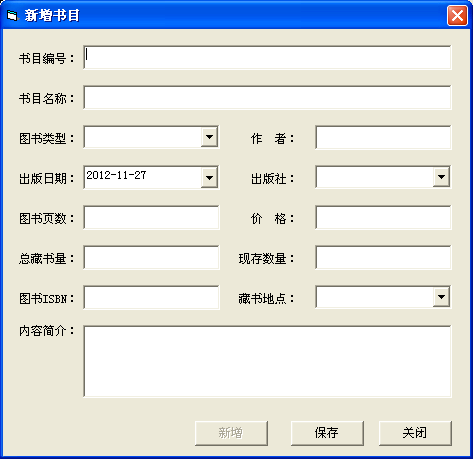 新增书目
书目编号：
书目名称：
图书类型： 作 者：
出版日期： 2012-11-27 出版社：
图书页数： 价 格：
总藏书量： 现存数量：
图书ISBN： 藏书地点：
内容简介：
新增 保存 关闭